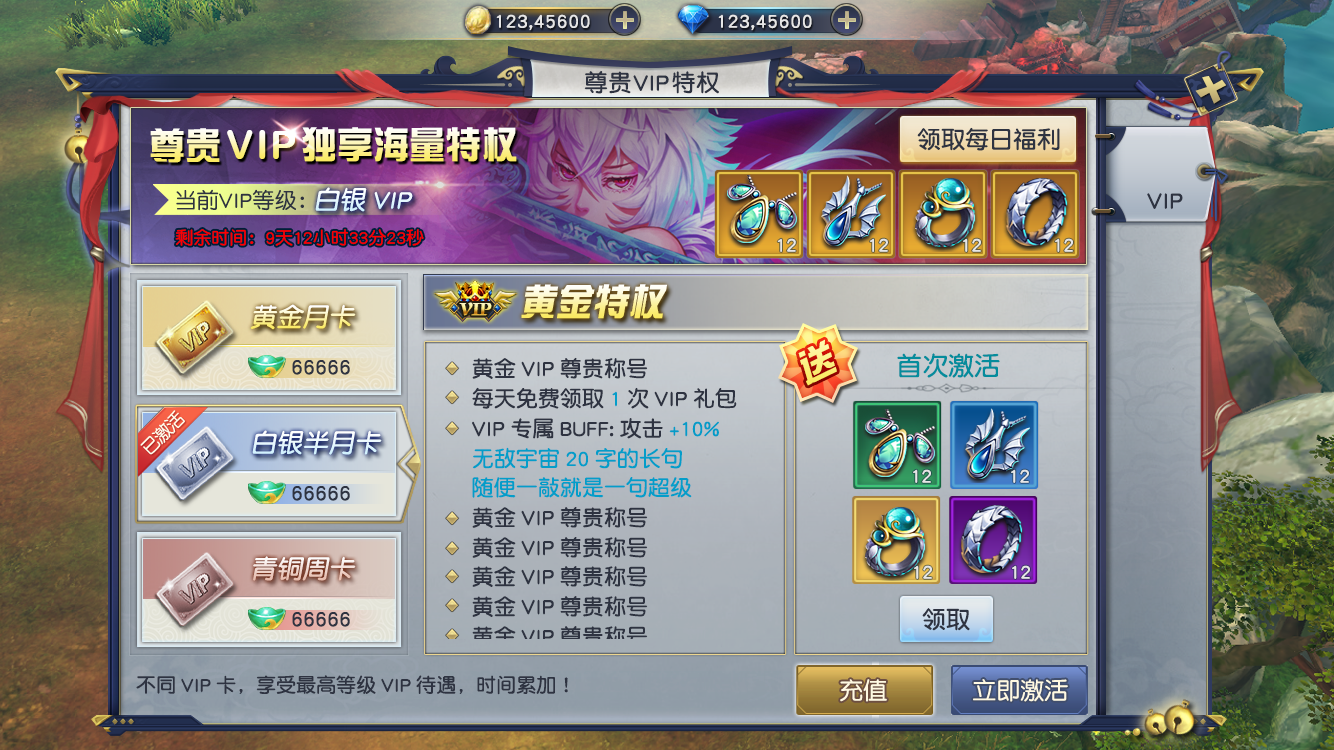 123,45600
123,45600
尊贵VIP特权
尊贵VIP独享海量特权
领取每日福利
当前VIP等级：白银 VIP
剩余时间：9天12小时33分23秒
12
12
12
12
VIP
黄金月卡
VIP
66666
已激活
白银半月卡
VIP
66666
青铜周卡
VIP
66666
VIP
黄金特权
黄金 VIP 尊贵称号
每天免费领取 1 次 VIP 礼包
VIP 专属 BUFF: 攻击 +10%
无敌宇宙 20 字的长句
随便一敲就是一句超级
黄金 VIP 尊贵称号
黄金 VIP 尊贵称号
黄金 VIP 尊贵称号
黄金 VIP 尊贵称号
黄金 VIP 尊贵称号
送
首次激活
12
12
12
12
领取
不同 VIP 卡，享受最高等级 VIP 待遇，时间累加！
充值
立即激活